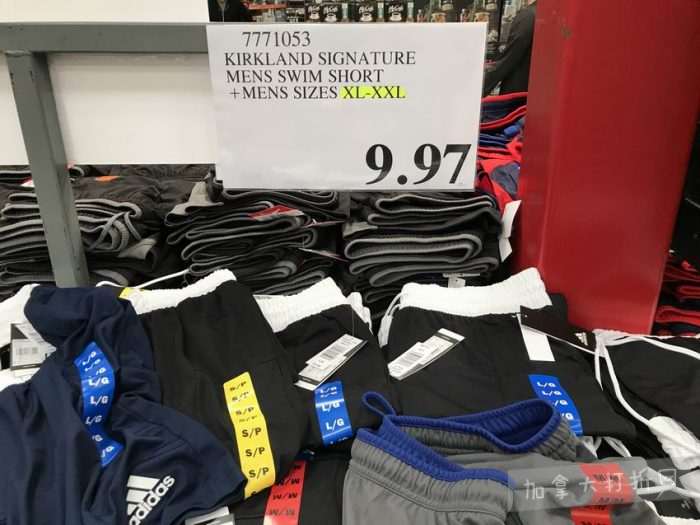 7771053
KIRKLAND SIGNATURE
MENS SWIM SHORT
+MENS SIZES XL-XXL
9.97
L/G
L/G
L/G
L/G
L/G
L/G
S/P
S/P
S/P
S/P
S/P
S/P
L/G
L/G
L/G
L/G
L/G
L/G
L/G
adidas
M
M
M
M
M
M
加拿大打折网